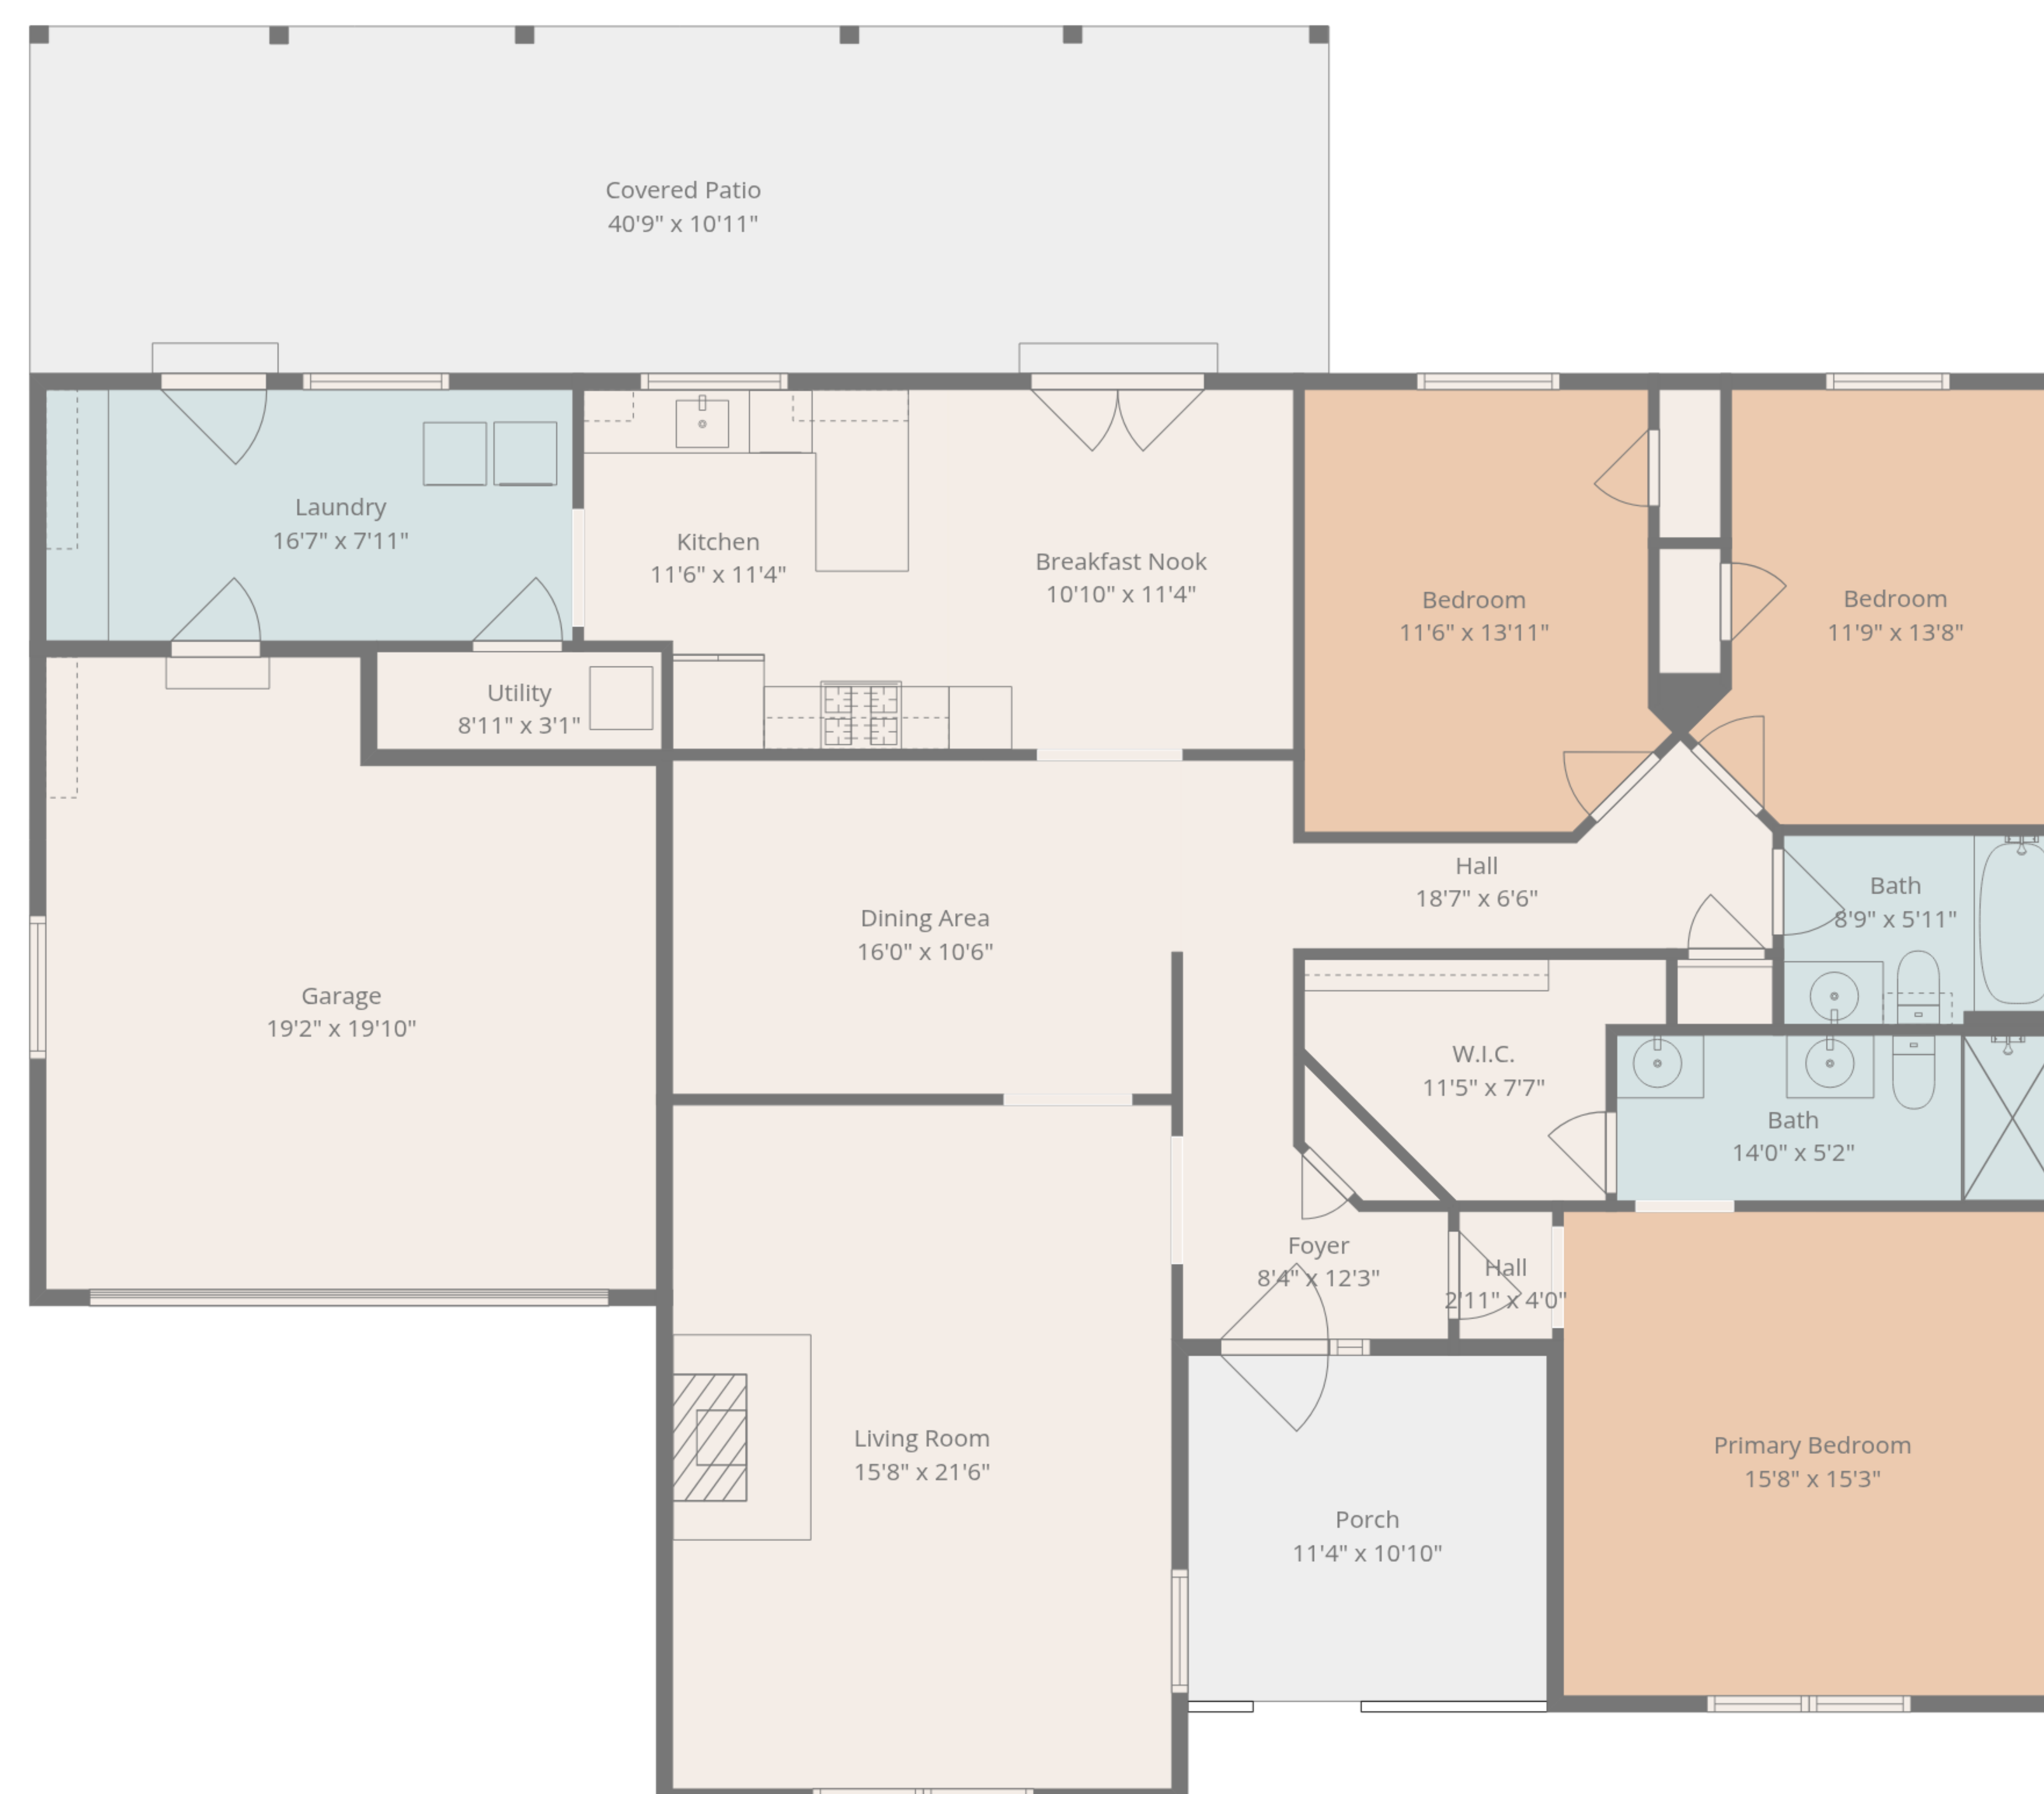 Covered Patio
40'9" x 10'11"
Laundry
16'7" x 7'11"
Kitchen
11'6" x 11'4"
Breakfast Nook
10'10" x 11'4"
Bedroom
11'6" x 13'11"
Bedroom
11'9" x 13'8"
Utility
8'11" x 3'1"
Hall
18'7" x 6'6"
Bath
8'9" x 5'11"
Dining Area
16'0" x 10'6"
Garage
19'2" x 19'10"
W.I.C.
11'5" x 7'7"
Bath
14'0" x 5'2"
Foyer
8'4" x 12'3"
Hall
2'11" x 4'0"
Living Room
15'8" x 21'6"
Primary Bedroom
15'8" x 15'3"
Porch
11'4" x 10'10"